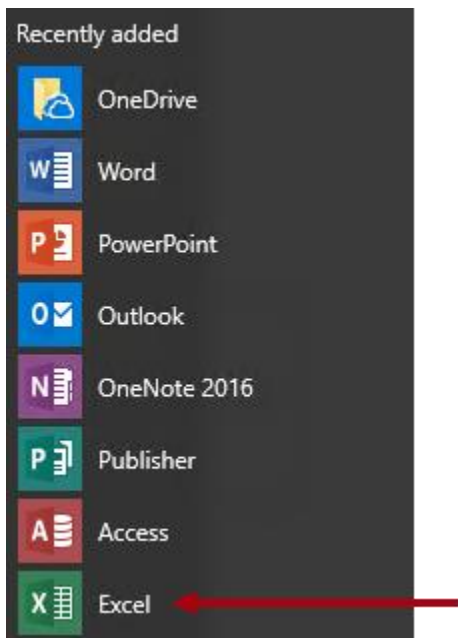 Recently added
OneDrive
W Word
P PowerPoint
O Outlook
N OneNote 2016
P Publisher
A Access
X Excel